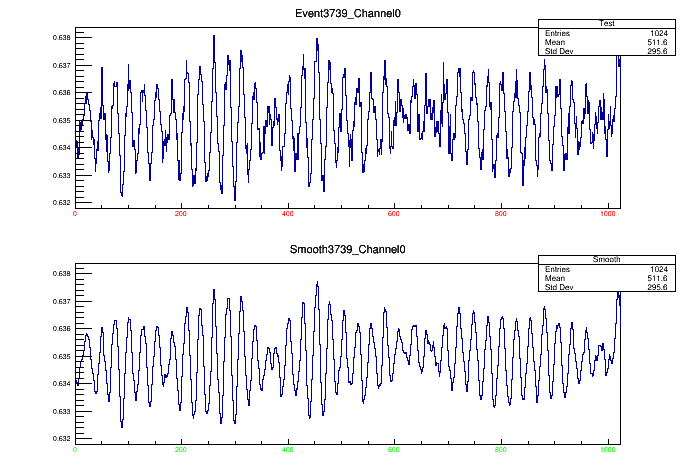 Event3739_Channel0
Test
Entries 1024
Mean 511.6
Std Dev 295.6
0.638
0.637
0.636
0.635
0.634
0.633
0.632
0 200 400 600 800 1000
Smooth3739_Channel0
Smooth
Entries 1024
Mean 511.6
Std Dev 295.6
0.638
0.637
0.636
0.635
0.634
0.633
0.632
0 200 400 600 800 1000